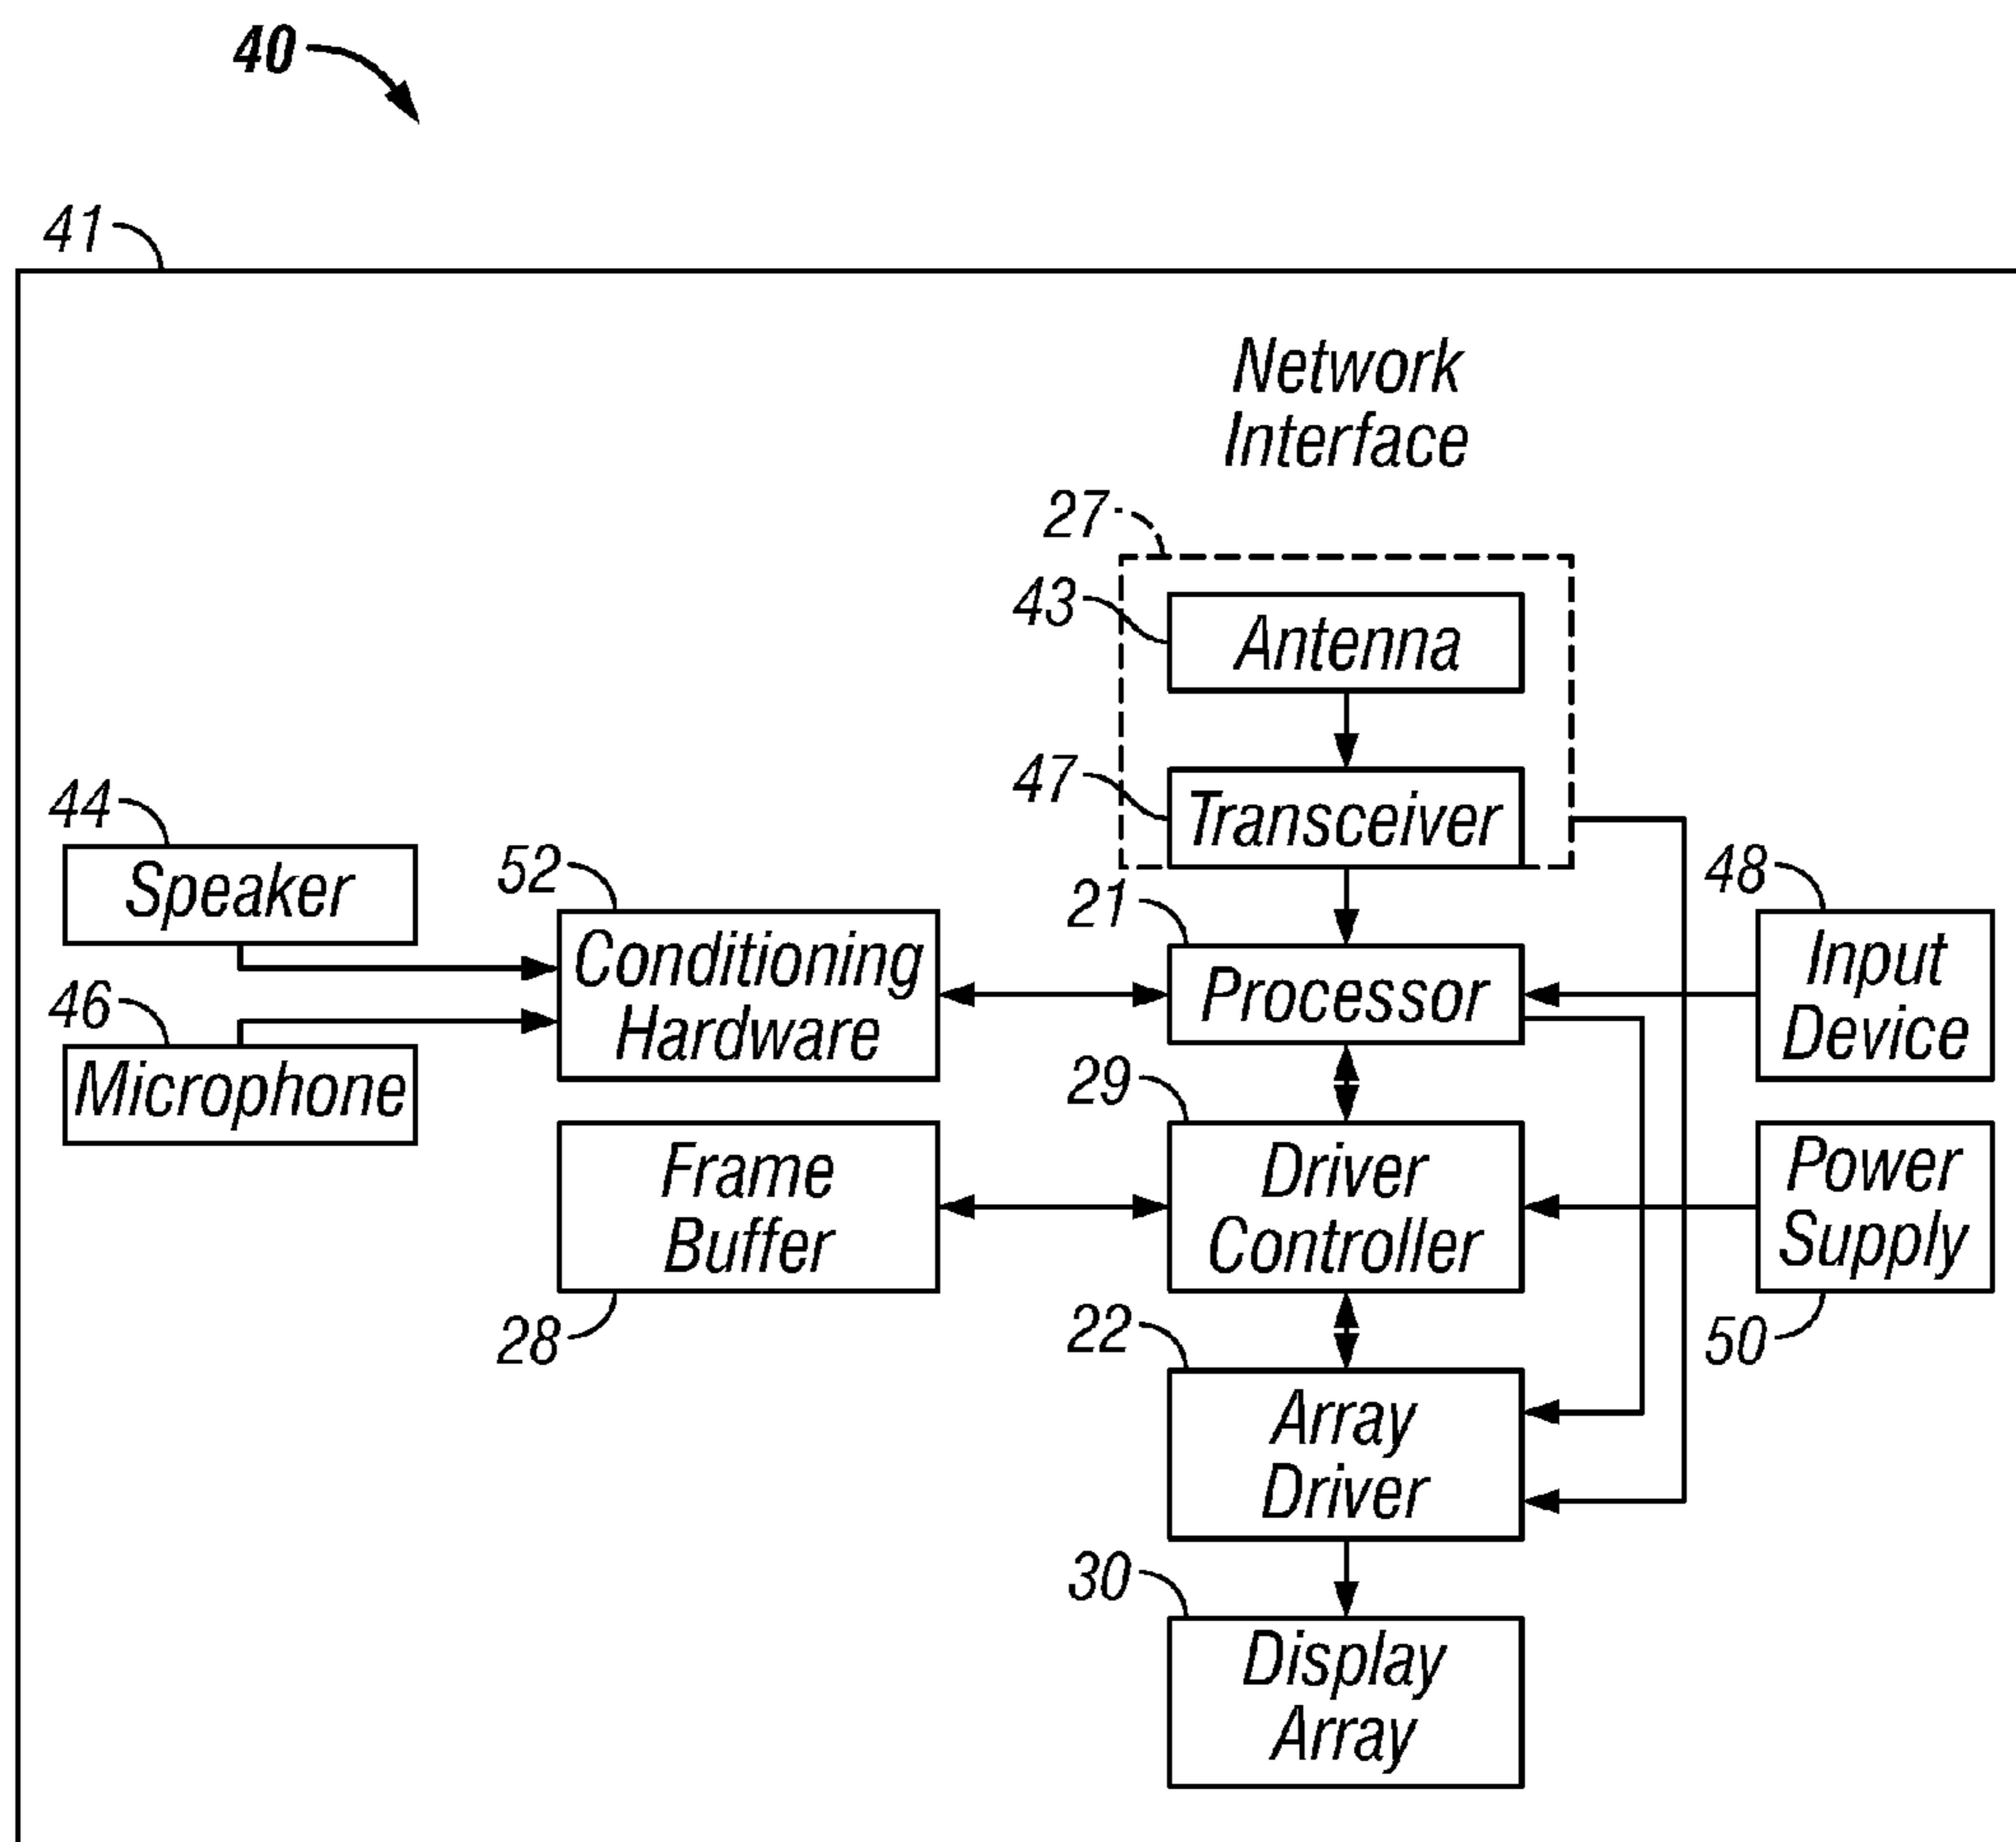 40
41
Network
Interface
27
43
Antenna
47
Transceiver
44
Speaker
52
Conditioning
Hardware
21
Processor
48
Input
Device
46
Microphone
29
Driver
Controller
Frame
Buffer
28
Power
Supply
50
22
Array
Driver
30
Display
Array